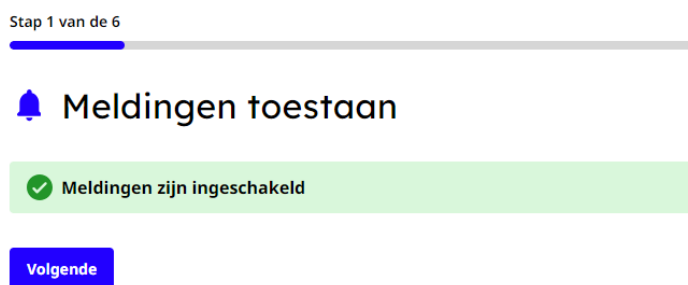 Stap 1 van de 6
Meldingen toestaan
Meldingen zijn ingeschakeld
Volgende